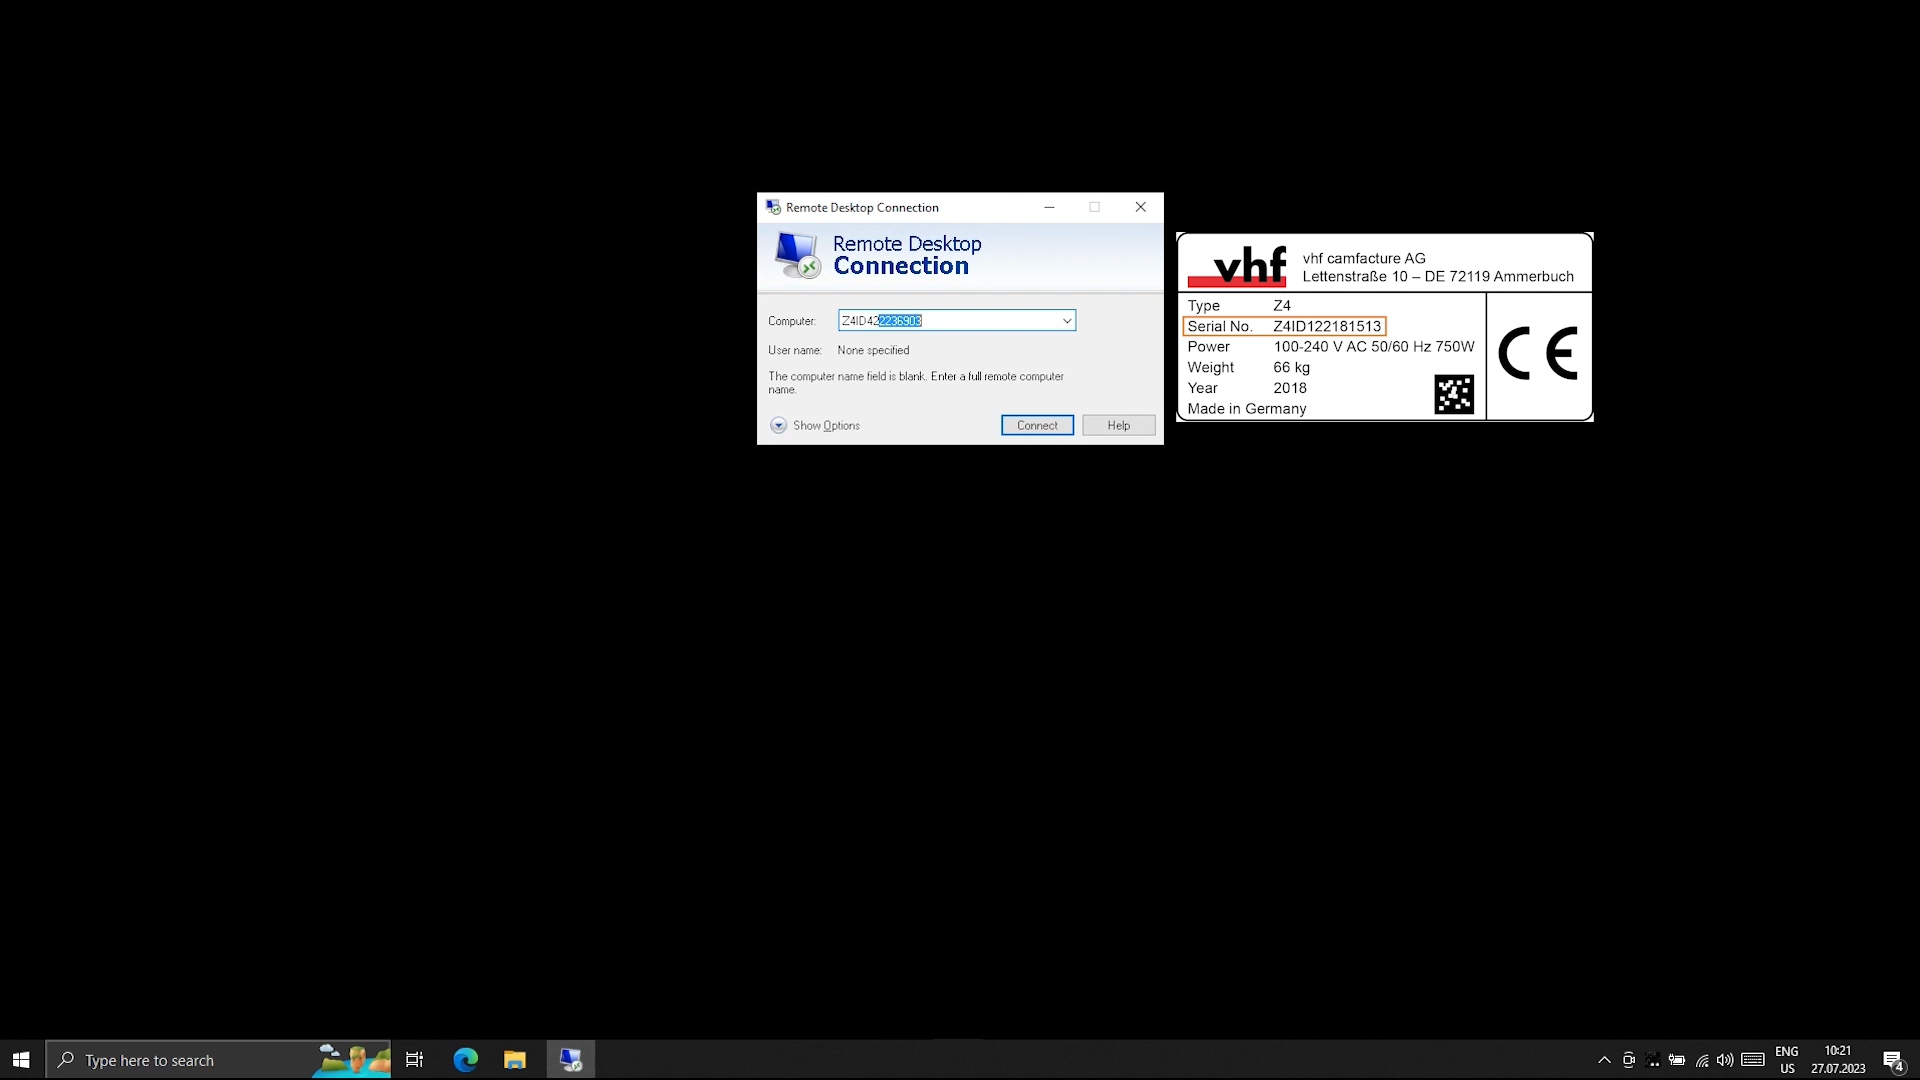 Remote Desktop Connection
Remote Desktop
Connection
Computer: Z4ID422236903
User name: None specified
The computer name field is blank. Enter a full remote computer
name.
Show Options
Connect
Help
vhf
vhf camfacture AG
Lettenstraße 10 – DE 72119 Ammerbuch
Type Z4
Serial No. Z4ID122181513
Power 100-240 V AC 50/60 Hz 750W
Weight 66 kg
Year 2018
Made in Germany
CE
Type here to search
ENG
US
10:21
27.07.2023
4